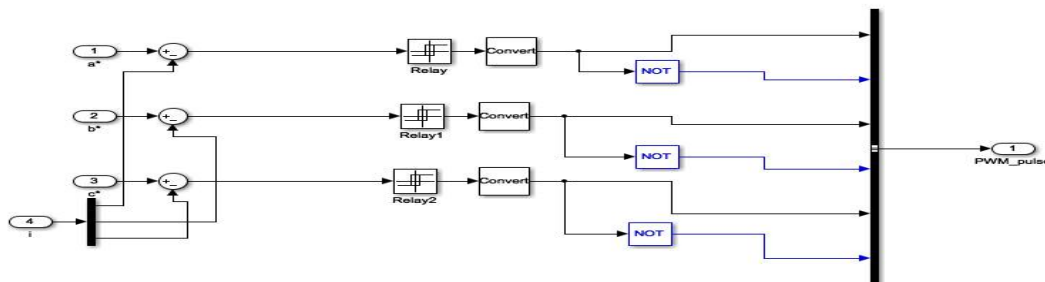 1
a*
+
−
Relay
Convert
NOT
2
b*
+
−
Relay1
Convert
NOT
1
PWM_pulse
3
c*
+
−
Relay2
Convert
NOT
4
i